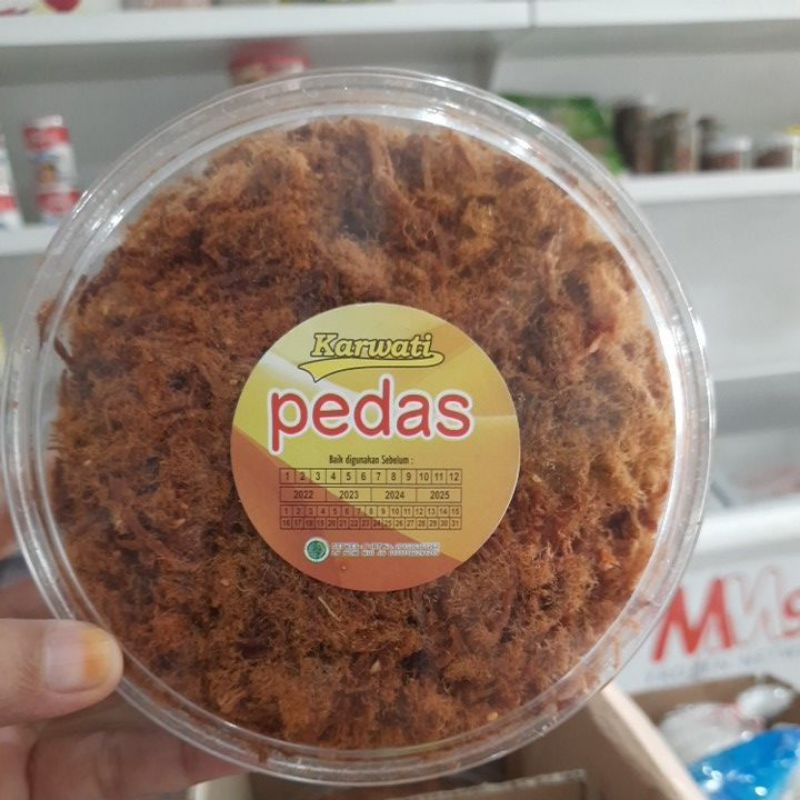 Karwati
pedas
Baik digunakan Sebelum :
1 2 3 4 5 6 7 8 9 10 11 12
2022 2023 2024 2025
1 2 3 4 5 6 7 8 9 10 11 12 13 14 15
16 17 18 19 20 21 22 23 24 25 26 27 28 29 30 31